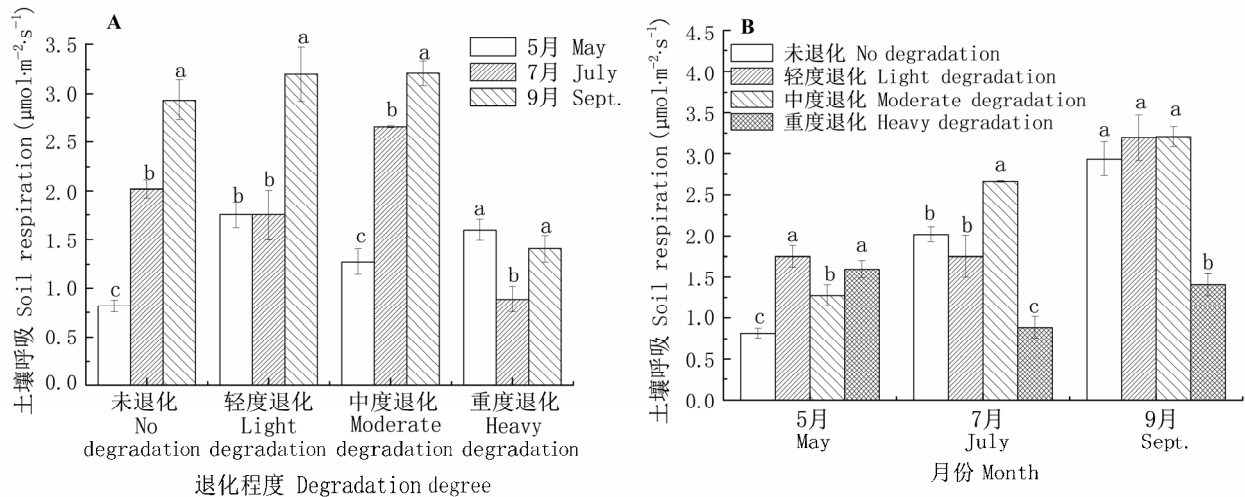 A
土壤呼吸 Soil respiration (μmol·m⁻²·s⁻¹)
3.5
3.0
2.5
2.0
1.5
1.0
0.5
0.0
5月 May
7月 July
9月 Sept.
c b a
b b a
c b a
a b a
未退化 轻度退化 中度退化 重度退化
No Light Moderate Heavy
degradation degradation degradation degradation
退化程度 Degradation degree
B
土壤呼吸 Soil respiration (μmol·m⁻²·s⁻¹)
4.5
4.0
3.5
3.0
2.5
2.0
1.5
1.0
0.5
0.0
未退化 No degradation
轻度退化 Light degradation
中度退化 Moderate degradation
重度退化 Heavy degradation
c a b a
b b a c
a a a b
5月 7月 9月
May July Sept.
月份 Month